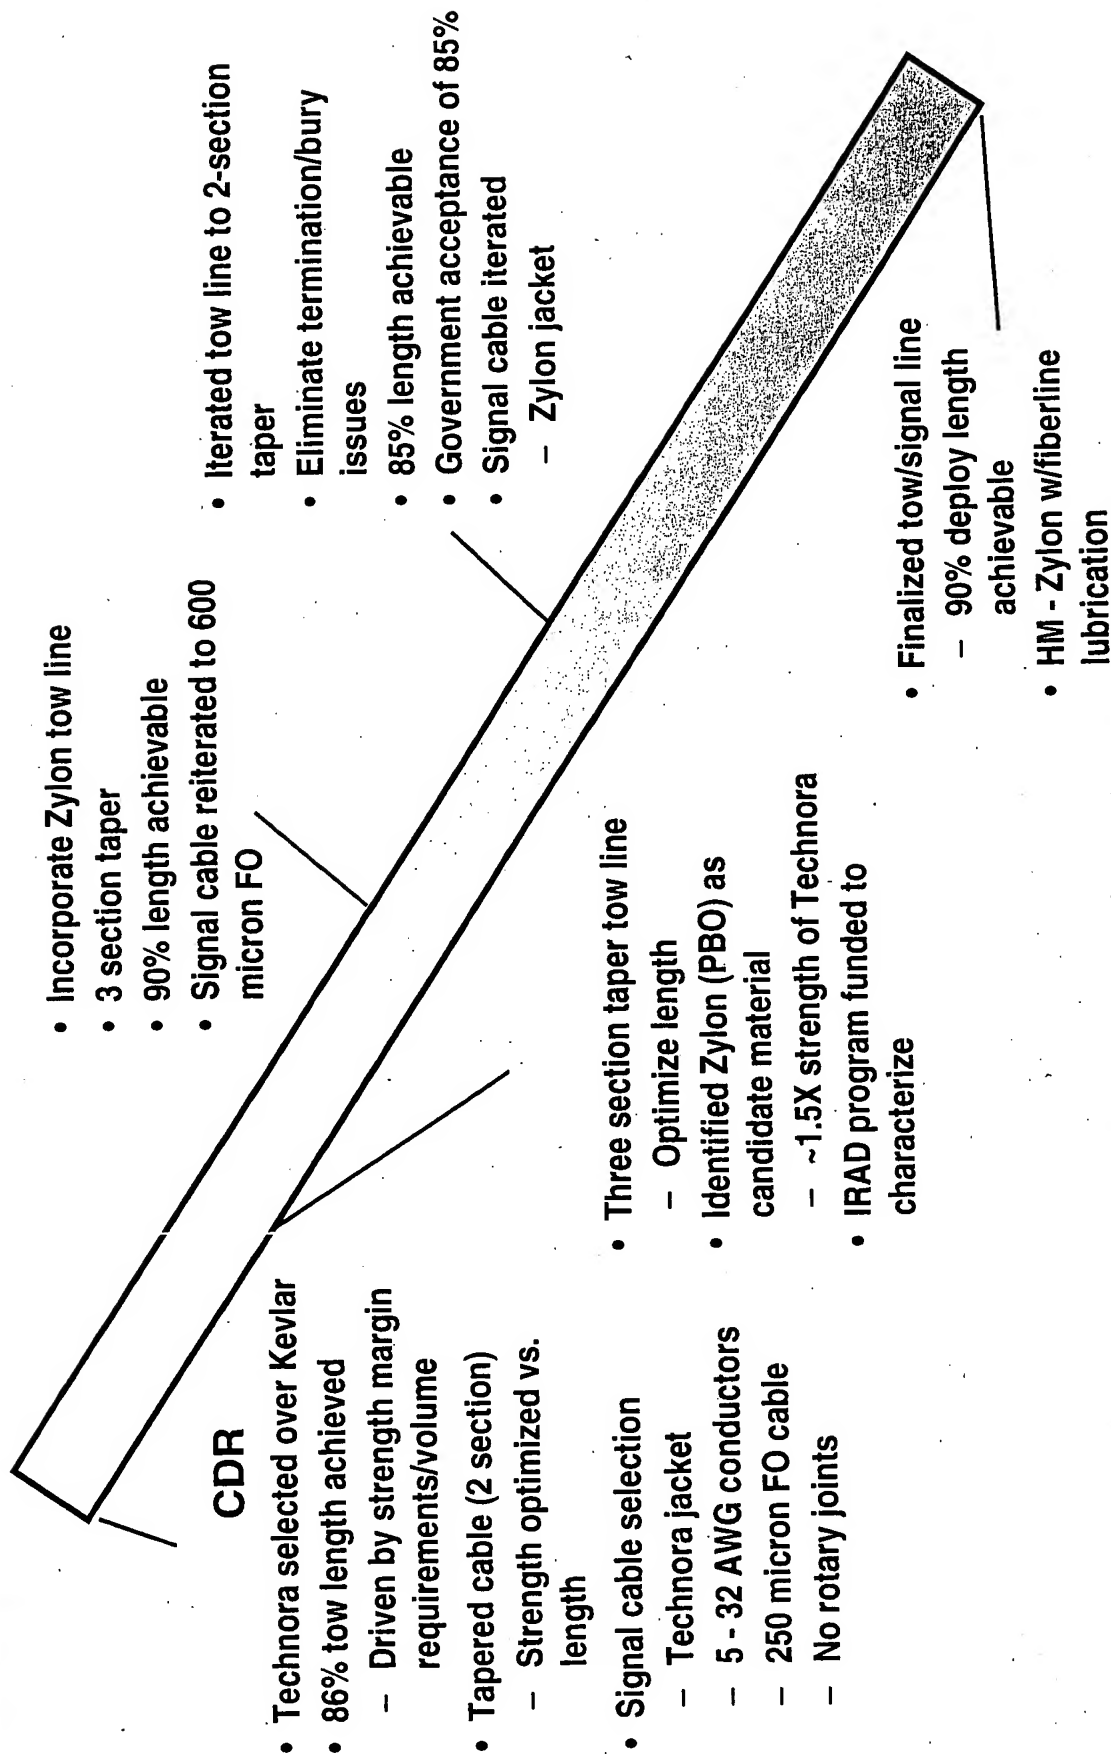 CDR
• Technora selected over Kevlar
• 86% tow length achieved
– Driven by strength margin
requirements/volume
• Tapered cable (2 section)
– Strength optimized vs.
length
• Signal cable selection
– Technora jacket
– 5 - 32 AWG conductors
– 250 micron FO cable
– No rotary joints
• Three section taper tow line
– Optimize length
• Identified Zylon (PBO) as
candidate material
– ~1.5X strength of Technora
• IRAD program funded to
characterize
• Incorporate Zylon tow line
• 3 section taper
• 90% length achievable
• Signal cable reiterated to 600
micron FO
• Iterated tow line to 2-section
taper
• Eliminate termination/bury
issues
• 85% length achievable
• Government acceptance of 85%
• Signal cable iterated
– Zylon jacket
• Finalized tow/signal line
– 90% deploy length
achievable
• HM - Zylon w/fiberline
lubrication